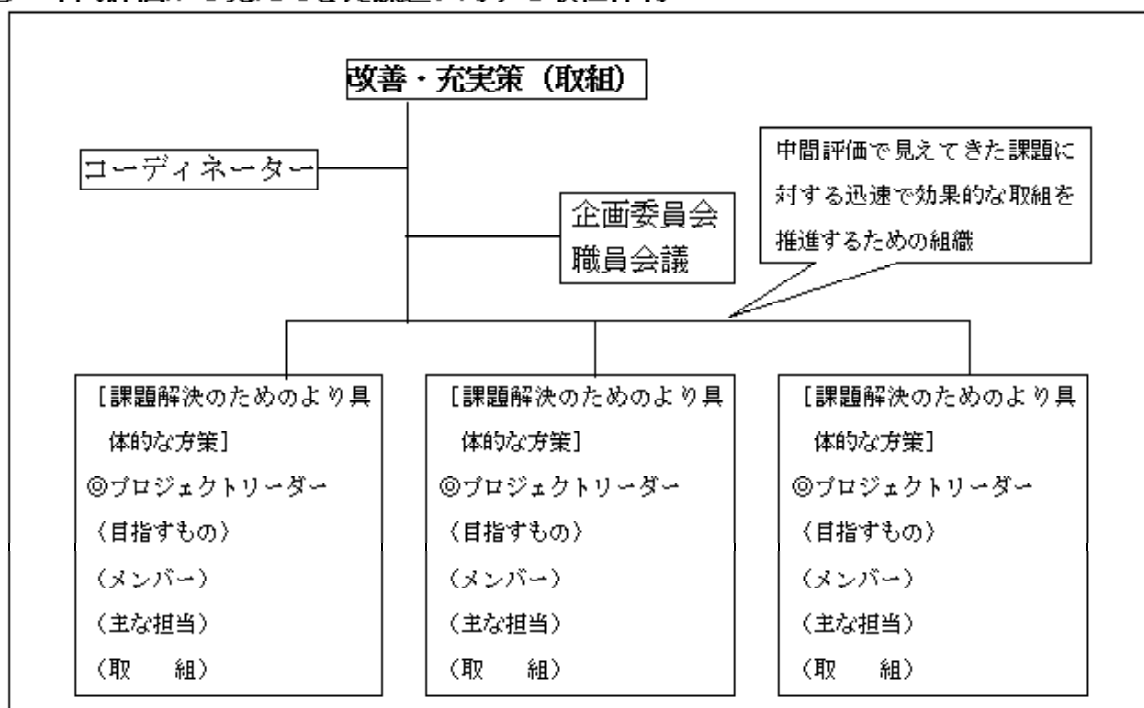 改善・充実策（取組）
コーディネーター
中間評価で見えてきた課題に
対する迅速で効果的な取組を
推進するための組織
企画委員会
職員会議
［課題解決のためのより具
体的な方策］
◎プロジェクトリーダー
〈目指すもの〉
（メンバー）
（主な担当）
（取　　組）
［課題解決のためのより具
体的な方策］
◎プロジェクトリーダー
〈目指すもの〉
（メンバー）
（主な担当）
（取　　組）
［課題解決のためのより具
体的な方策］
◎プロジェクトリーダー
〈目指すもの〉
（メンバー）
（主な担当）
（取　　組）